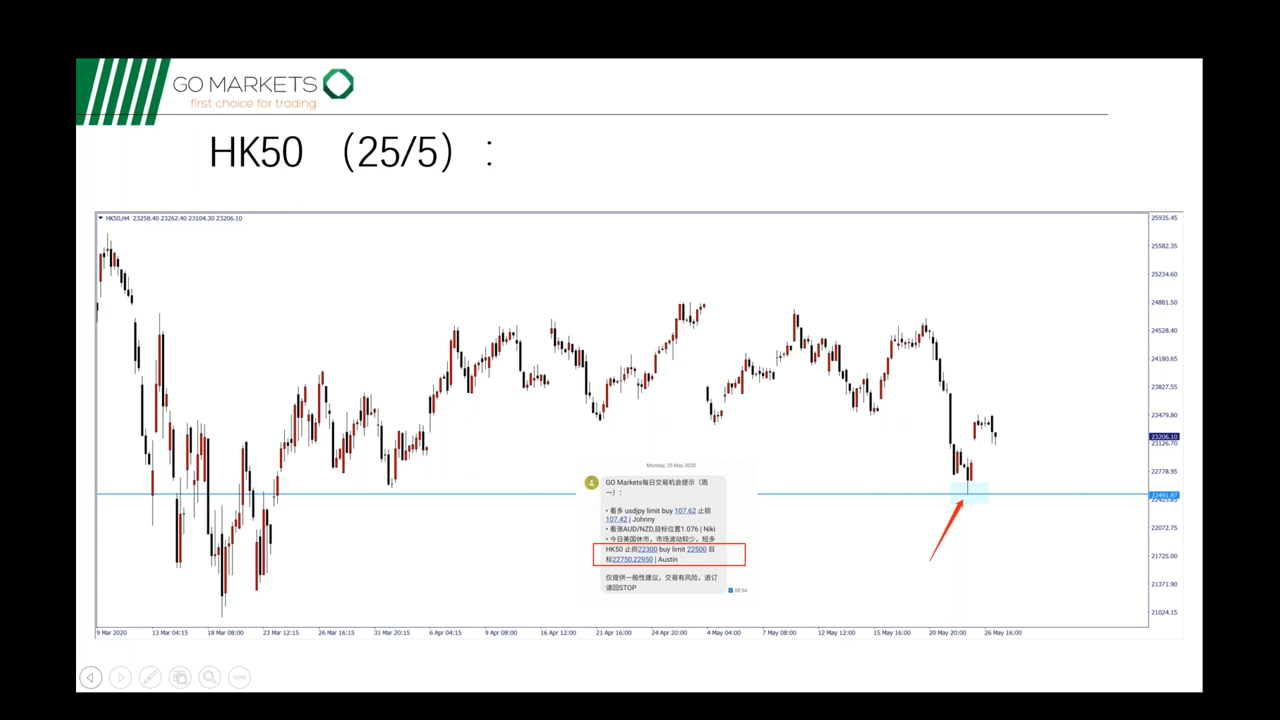 GO MARKETS
first choice for trading
HK50 （25/5）：
HK50,H4 23258.40 23262.40 23104.30 23206.10
25935.45
25582.35
25234.60
24881.50
24528.40
24180.65
23827.55
23479.80
23206.10
23126.70
22778.95
22491.87
22072.75
21725.00
21371.90
21024.15
Monday, 25 May 2020
GO Markets每日交易机会提示（周
一）：
• 看多 usdjpy limit buy 107.62 止损
107.42 | Johnny
• 看涨AUD/NZD,目标位置1.076 | Niki
• 今日美国休市，市场波动较少，短多
HK50 止损22300 buy limit 22500 目
标22750,22950 | Austin
仅提供一般性建议，交易有风险，退订
请回STOP
09:54
9 Mar 2020 13 Mar 04:15 18 Mar 08:00 23 Mar 12:15 26 Mar 16:15 31 Mar 20:15 6 Apr 04:15 9 Apr 08:00 16 Apr 12:00 21 Apr 16:00 24 Apr 20:00 4 May 04:00 7 May 08:00 12 May 12:00 15 May 16:00 20 May 20:00 26 May 16:00